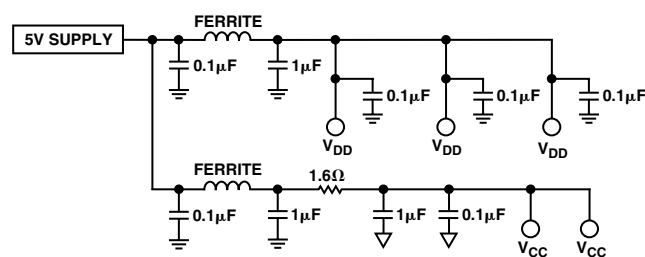 FERRITE
5V SUPPLY
0.1µF
1µF
0.1µF
0.1µF
0.1µF
VDD
VDD
VDD
FERRITE
1.6Ω
0.1µF
1µF
1µF
0.1µF
VCC
VCC